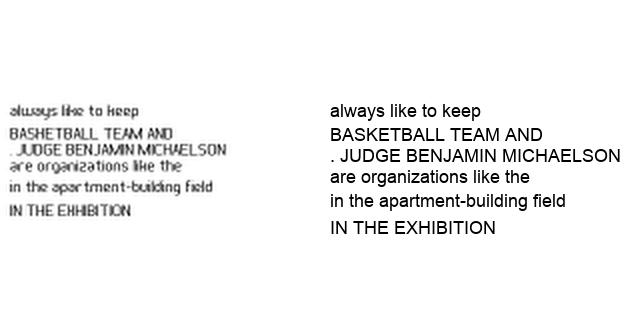 always like to keep
BASKETBALL TEAM AND
. JUDGE BENJAMIN MICHAELSON
are organizations like the
in the apartment-building field
IN THE EXHIBITION
always like to keep
BASKETBALL TEAM AND
. JUDGE BENJAMIN MICHAELSON
are organizations like the
in the apartment-building field
IN THE EXHIBITION